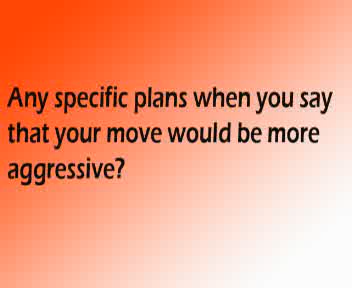 Any specific plans when you say
that your move would be more
aggressive?